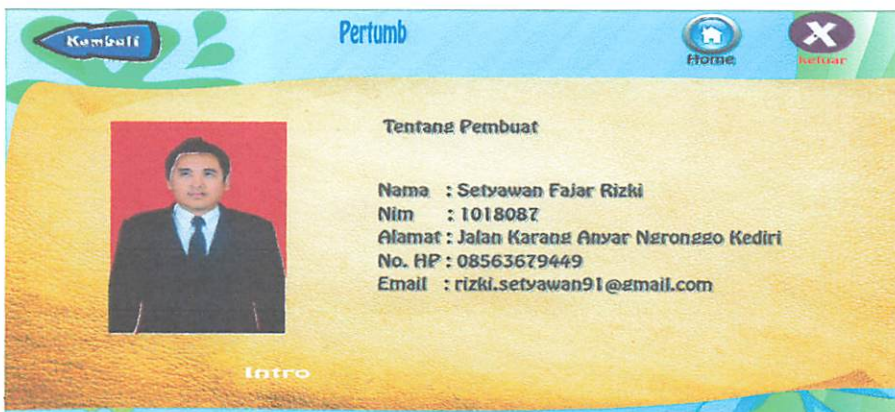 Kembali
Pertumb
Home
Keluar
Tentang Pembuat
Nama : Setyawan Fajar Rizki
Nim : 1018087
Alamat : Jalan Karang Anyar Ngronggo Kediri
No. HP : 08563679449
Email : rizki.setyawan91@gmail.com
Intro